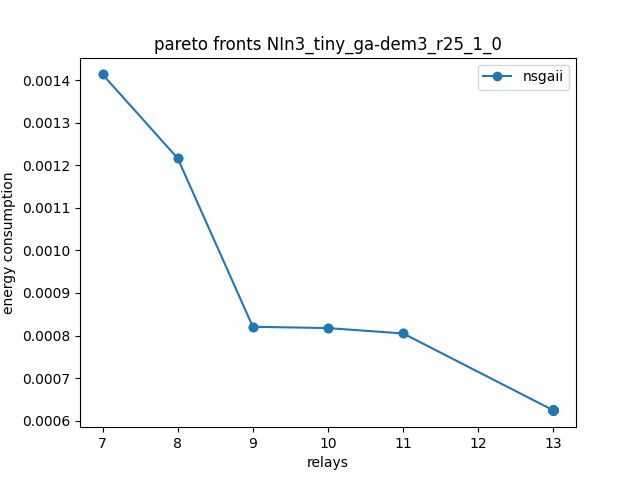 pareto fronts NIn3_tiny_ga-dem3_r25_1_0
nsgaii
energy consumption
0.0014
0.0013
0.0012
0.0011
0.0010
0.0009
0.0008
0.0007
0.0006
7 8 9 10 11 12 13
relays